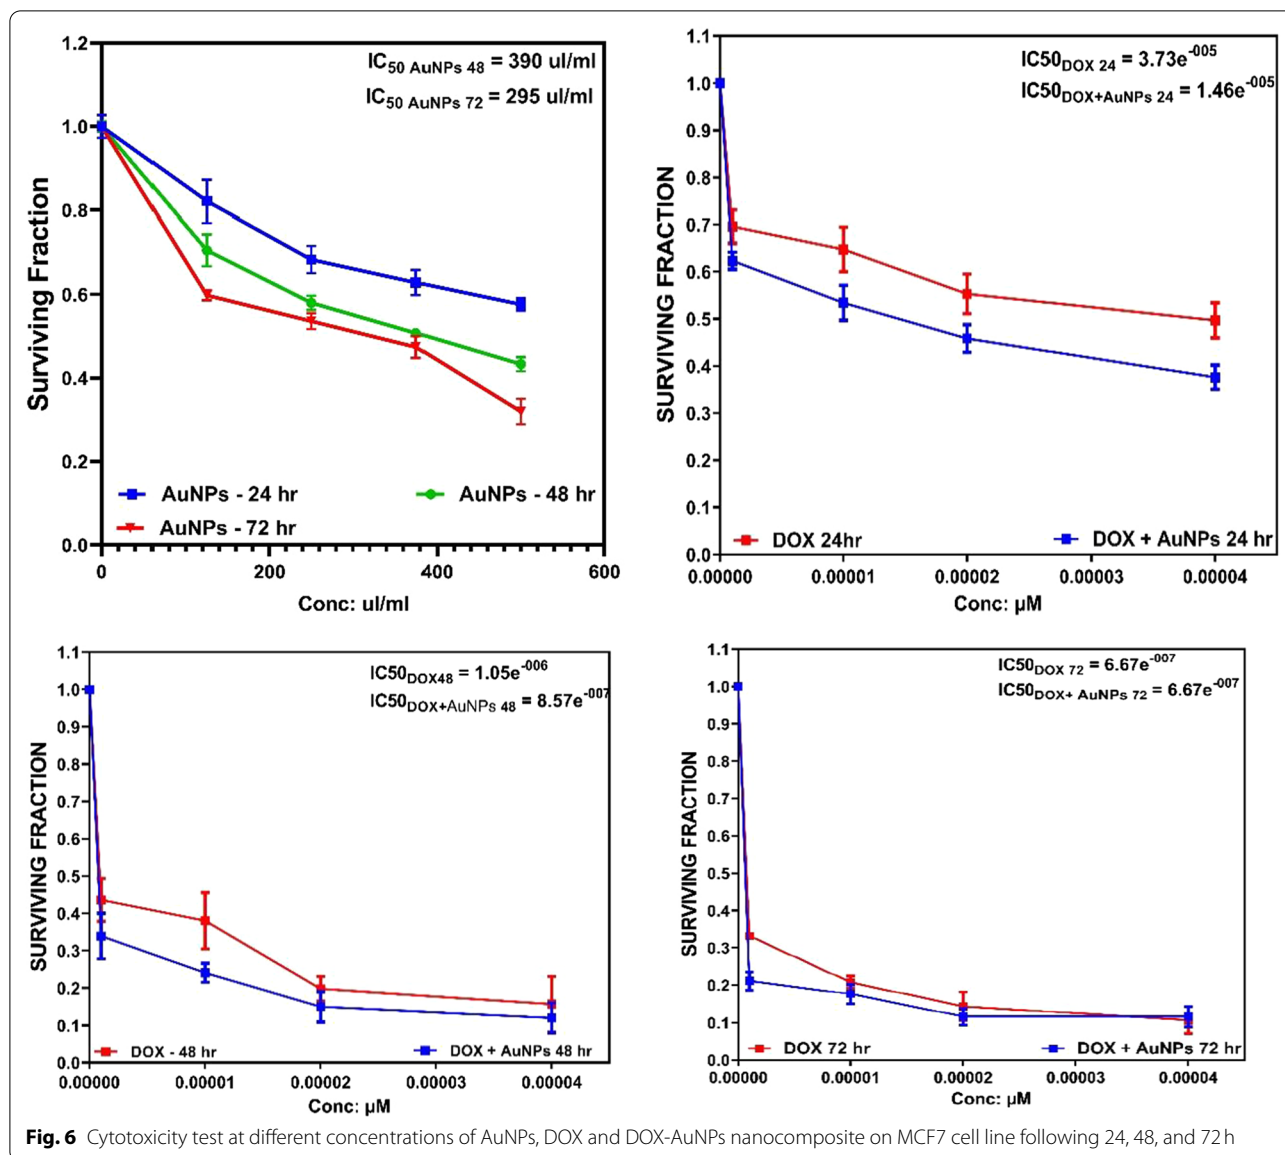 1.2
1.0
0.8
0.6
0.4
0.2
0.0
Surviving Fraction
IC50 AuNPs 48 = 390 ul/ml
IC50 AuNPs 72 = 295 ul/ml
AuNPs - 24 hr
AuNPs - 48 hr
AuNPs - 72 hr
0 200 400 600
Conc: ul/ml
1.1
1.0
0.9
0.8
0.7
0.6
0.5
0.4
0.3
0.2
0.1
0.0
SURVIVING FRACTION
IC50DOX 24 = 3.73e-005
IC50DOX+AuNPs 24 = 1.46e-005
DOX 24hr
DOX + AuNPs 24 hr
0.00000 0.00001 0.00002 0.00003 0.00004
Conc: µM
1.1
1.0
0.9
0.8
0.7
0.6
0.5
0.4
0.3
0.2
0.1
0.0
SURVIVING FRACTION
IC50DOX48 = 1.05e-006
IC50DOX+AuNPs 48 = 8.57e-007
DOX - 48 hr
DOX + AuNPs 48 hr
0.00000 0.00001 0.00002 0.00003 0.00004
Conc: µM
1.1
1.0
0.9
0.8
0.7
0.6
0.5
0.4
0.3
0.2
0.1
0.0
SURVIVING FRACTION
IC50DOX 72 = 6.67e-007
IC50DOX+ AuNPs 72 = 6.67e-007
DOX 72 hr
DOX + AuNPs 72 hr
0.00000 0.00001 0.00002 0.00003 0.00004
Conc: µM
Fig. 6 Cytotoxicity test at different concentrations of AuNPs, DOX and DOX-AuNPs nanocomposite on MCF7 cell line following 24, 48, and 72 h